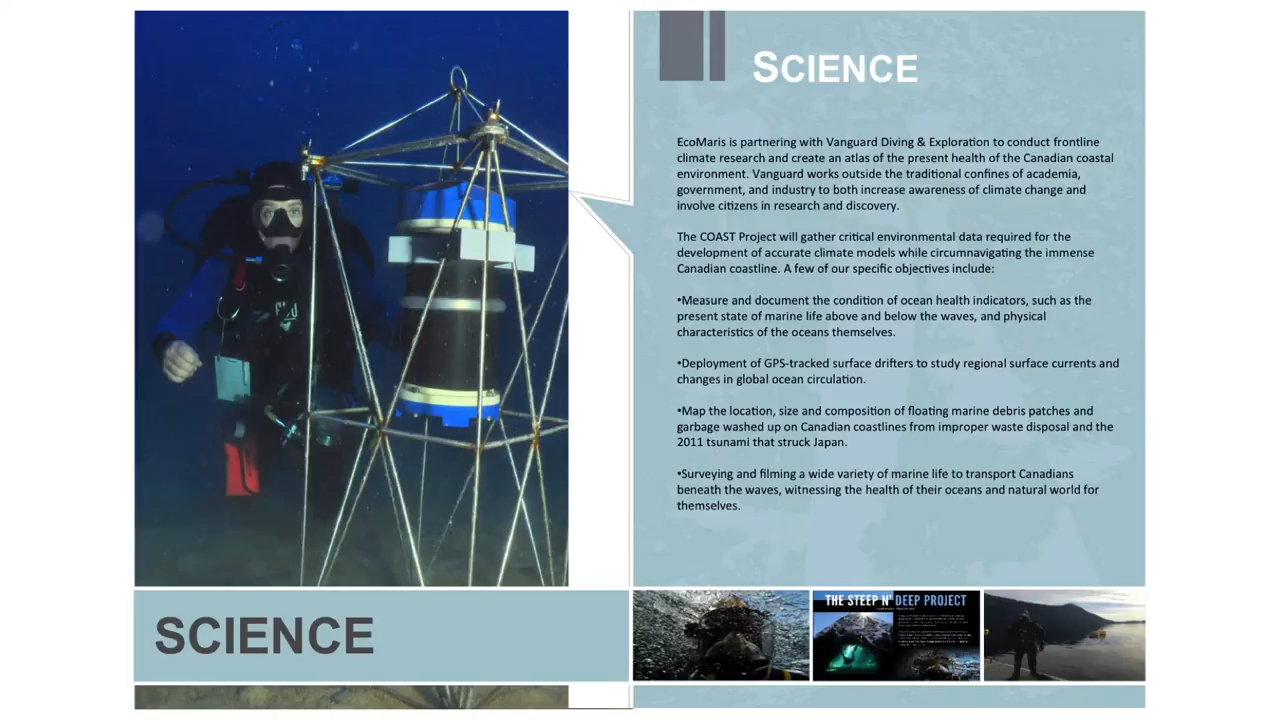 SCIENCE
EcoMaris is partnering with Vanguard Diving & Exploration to conduct frontline
climate research and create an atlas of the present health of the Canadian coastal
environment. Vanguard works outside the traditional confines of academia,
government, and industry to both increase awareness of climate change and
involve citizens in research and discovery.
The COAST Project will gather critical environmental data required for the
development of accurate climate models while circumnavigating the immense
Canadian coastline. A few of our specific objectives include:
•Measure and document the condition of ocean health indicators, such as the
present state of marine life above and below the waves, and physical
characteristics of the oceans themselves.
•Deployment of GPS-tracked surface drifters to study regional surface currents and
changes in global ocean circulation.
•Map the location, size and composition of floating marine debris patches and
garbage washed up on Canadian coastlines from improper waste disposal and the
2011 tsunami that struck Japan.
•Surveying and filming a wide variety of marine life to transport Canadians
beneath the waves, witnessing the health of their oceans and natural world for
themselves.
SCIENCE
THE STEEP N' DEEP PROJECT